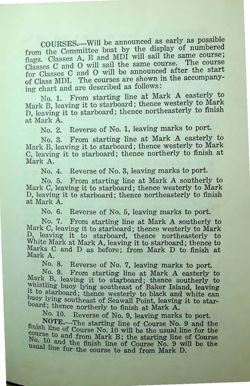 COURSES.—Will be announced as early as possible
from the Committee boat by the display of numbered
flags. Classes A, B and MDI will sail the same course;
Classes C and O will sail same course. The course
for Classes C and O will be announced after the start
of Class MDI. The courses are shown in the accompany-
ing chart and are described as follows:
No. 1. From starting line at Mark A easterly to
Mark B, leaving it to starboard; thence westerly to Mark
D, leaving it to starboard; thence northeasterly to finish
at Mark A.
No. 2. Reverse of No. 1, leaving marks to port.
No. 3. From starting line at Mark A easterly to
Mark B, leaving it to starboard; thence westerly to Mark
C, leaving it to starboard; thence northerly to finish at
Mark A.
No. 4. Reverse of No. 3, leaving marks to port.
No. 5. From starting line at Mark A southerly to
Mark C, leaving it to starboard; thence westerly to Mark
D, leaving it to starboard; thence northeasterly to finish
at Mark A.
No. 6. Reverse of No. 5, leaving marks to port.
No. 7. From starting line at Mark A southerly to
Mark C, leaving it to starboard; thence westerly to Mark
D, leaving it to starboard, thence northeasterly to
White Mark at Mark A, leaving it to starboard; thence to
Marks C and D as before; from Mark D to finish at
Mark A.
No. 8. Reverse of No. 7, leaving marks to port.
No. 9. From starting line at Mark A easterly to
Mark B, leaving it to starboard; thence southerly to
whistling buoy lying southeast of Baker Island, leaving
it to starboard; thence westerly to black and white can
buoy lying southeast of Seawall Point, leaving it to star-
board; thence northerly to finish at Mark A.
No. 10. Reverse of No. 9, leaving marks to port.
NOTE.—The starting line of Course No. 9 and the
finish line of Course No. 10 will be the usual line for the
course to and from Mark B; the starting line of Course
No. 10 and the finish line of Course No. 9 will be the
usual line for the course to and from Mark D.